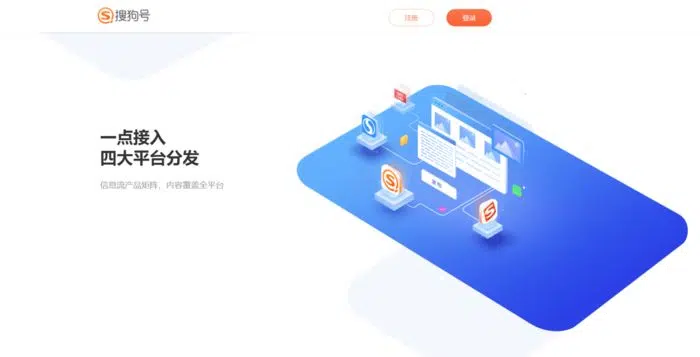 搜狗号
注册
登录
一点接入
四大平台分发
信息流产品矩阵，内容覆盖全平台